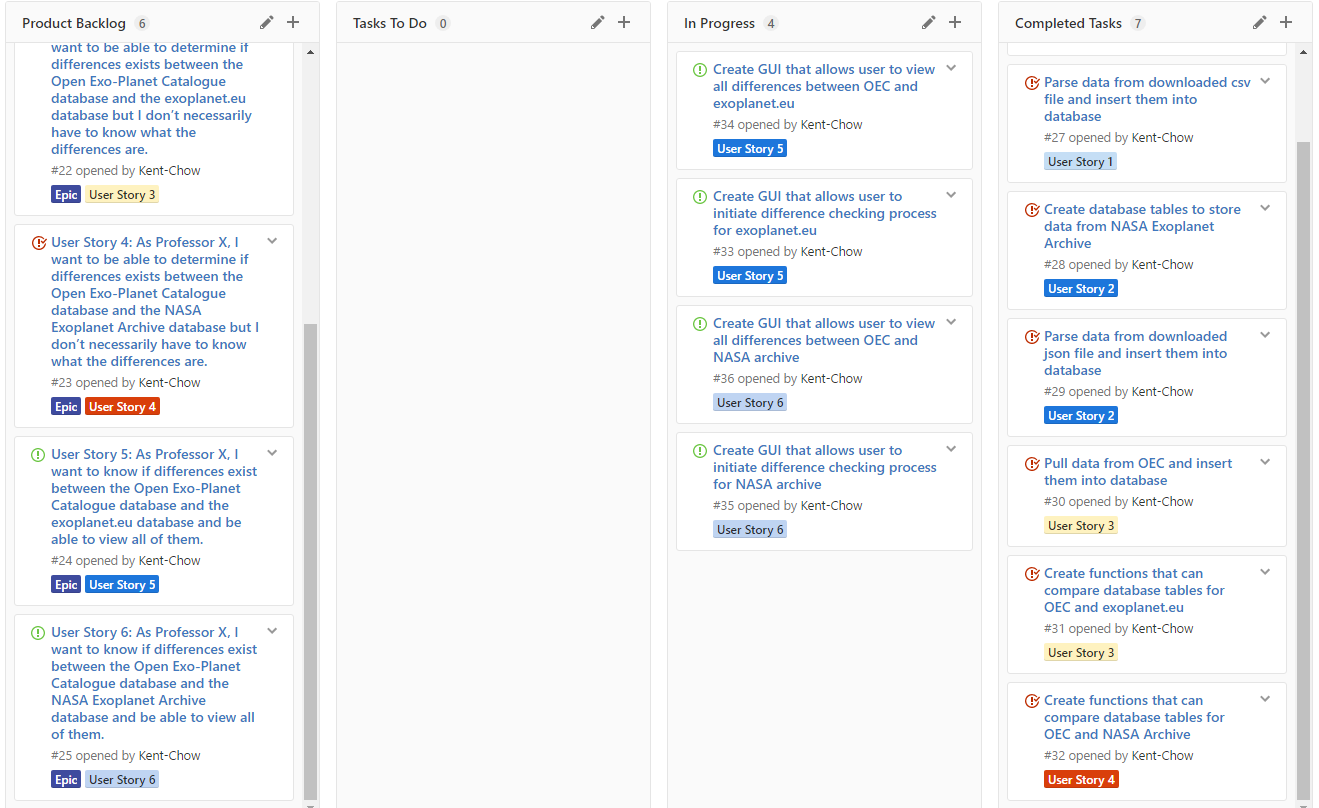 Product Backlog 6
want to be able to determine if
differences exists between the
Open Exo-Planet Catalogue
database and the exoplanet.eu
database but I don’t necessarily
have to know what the
differences are.
#22 opened by Kent-Chow
Epic User Story 3
User Story 4: As Professor X, I
want to be able to determine if
differences exists between the
Open Exo-Planet Catalogue
database and the NASA
Exoplanet Archive database but I
don’t necessarily have to know
what the differences are.
#23 opened by Kent-Chow
Epic User Story 4
User Story 5: As Professor X, I
want to know if differences exist
between the Open Exo-Planet
Catalogue database and the
exoplanet.eu database and be
able to view all of them.
#24 opened by Kent-Chow
Epic User Story 5
User Story 6: As Professor X, I
want to know if differences exist
between the Open Exo-Planet
Catalogue database and the
NASA Exoplanet Archive
database and be able to view all
of them.
#25 opened by Kent-Chow
Epic User Story 6
Tasks To Do 0
In Progress 4
Create GUI that allows user to view
all differences between OEC and
exoplanet.eu
#34 opened by Kent-Chow
User Story 5
Create GUI that allows user to
initiate difference checking process
for exoplanet.eu
#33 opened by Kent-Chow
User Story 5
Create GUI that allows user to view
all differences between OEC and
NASA archive
#36 opened by Kent-Chow
User Story 6
Create GUI that allows user to
initiate difference checking process
for NASA archive
#35 opened by Kent-Chow
User Story 6
Completed Tasks 7
Parse data from downloaded csv
file and insert them into
database
#27 opened by Kent-Chow
User Story 1
Create database tables to store
data from NASA Exoplanet
Archive
#28 opened by Kent-Chow
User Story 2
Parse data from downloaded
json file and insert them into
database
#29 opened by Kent-Chow
User Story 2
Pull data from OEC and insert
them into database
#30 opened by Kent-Chow
User Story 3
Create functions that can
compare database tables for
OEC and exoplanet.eu
#31 opened by Kent-Chow
User Story 3
Create functions that can
compare database tables for
OEC and NASA Archive
#32 opened by Kent-Chow
User Story 4